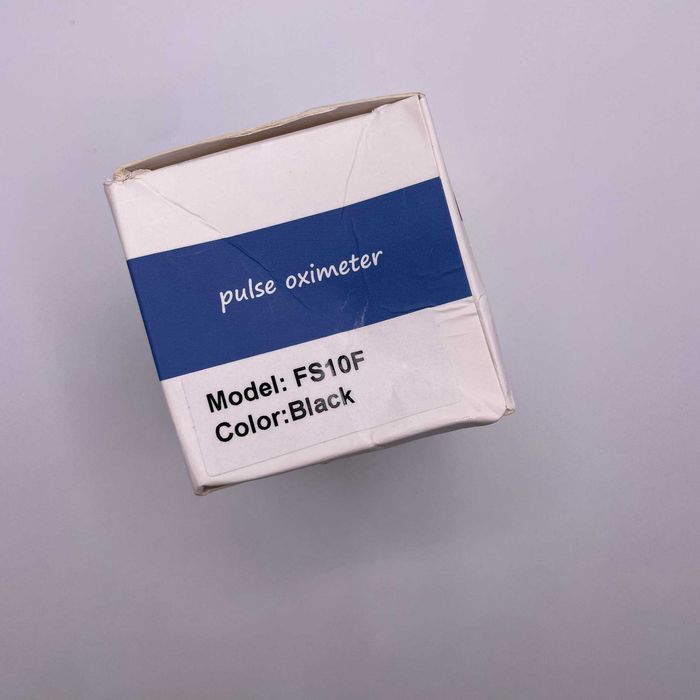 pulse oximeter
Model: FS10F
Color:Black